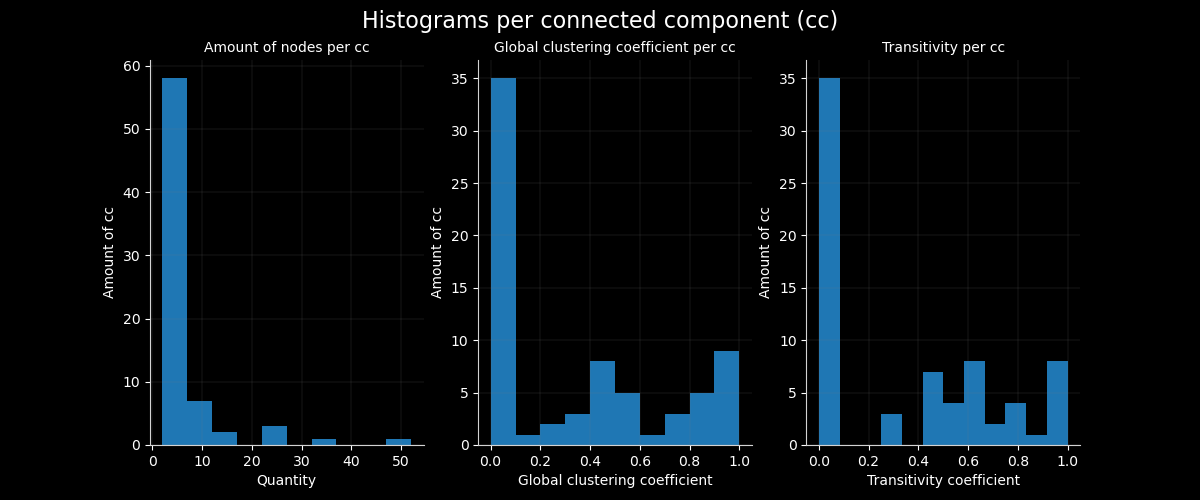 Histograms per connected component (cc)
Amount of nodes per cc
Amount of cc
60
50
40
30
20
10
0
0 10 20 30 40 50
Quantity
Global clustering coefficient per cc
Amount of cc
35
30
25
20
15
10
5
0
0.0 0.2 0.4 0.6 0.8 1.0
Global clustering coefficient
Transitivity per cc
Amount of cc
35
30
25
20
15
10
5
0
0.0 0.2 0.4 0.6 0.8 1.0
Transitivity coefficient